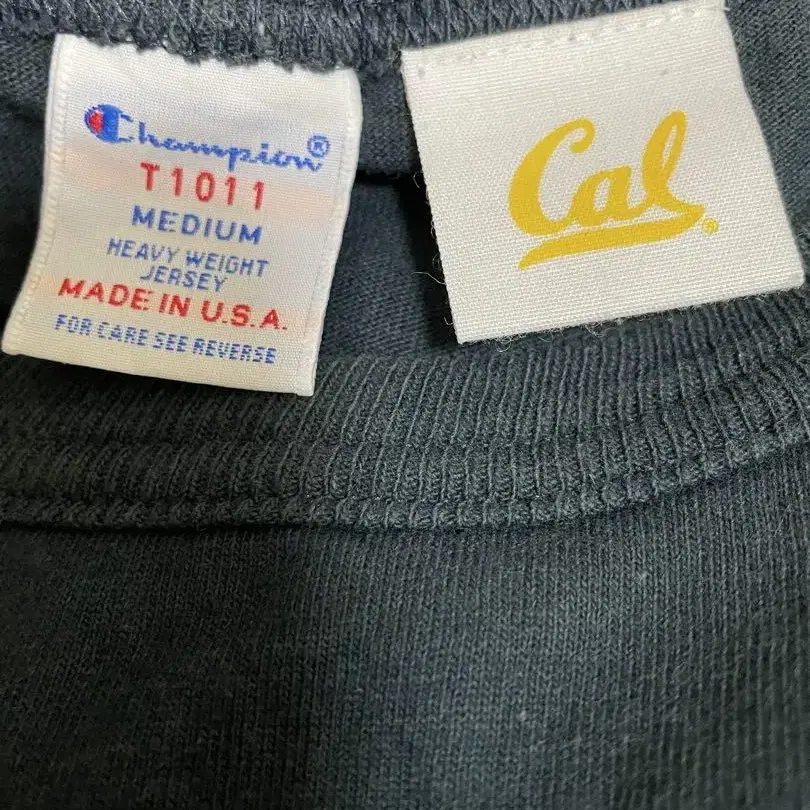 Champion®
T1011
MEDIUM
HEAVY WEIGHT
JERSEY
MADE IN U.S.A.
FOR CARE SEE REVERSE
Cal®